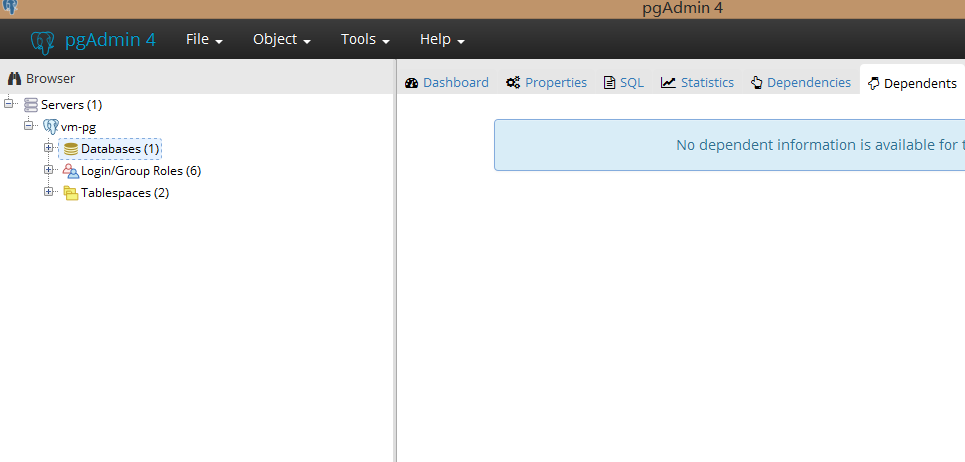 pgAdmin 4
pgAdmin 4 File Object Tools Help
Browser
Dashboard Properties SQL Statistics Dependencies Dependents
Servers (1)
vm-pg
Databases (1)
Login/Group Roles (6)
Tablespaces (2)
No dependent information is available for t